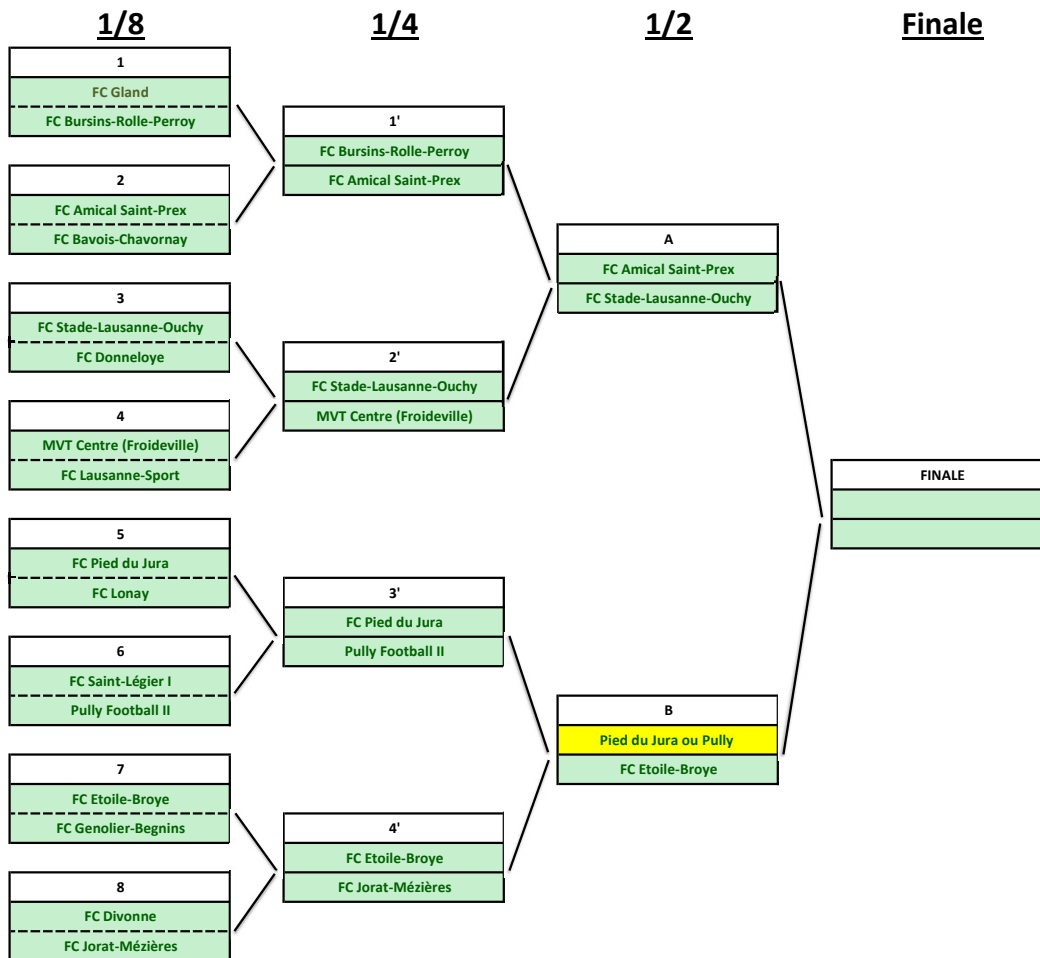 1/8
1/4
1/2
Finale
1
FC Gland
FC Bursins-Rolle-Perroy
2
FC Amical Saint-Prex
FC Bavois-Chavornay
3
FC Stade-Lausanne-Ouchy
FC Donneloye
4
MVT Centre (Froideville)
FC Lausanne-Sport
5
FC Pied du Jura
FC Lonay
6
FC Saint-Légier I
Pully Football II
7
FC Etoile-Broye
FC Genolier-Begnins
8
FC Divonne
FC Jorat-Mézières
1'
FC Bursins-Rolle-Perroy
FC Amical Saint-Prex
2'
FC Stade-Lausanne-Ouchy
MVT Centre (Froideville)
3'
FC Pied du Jura
Pully Football II
4'
FC Etoile-Broye
FC Jorat-Mézières
A
FC Amical Saint-Prex
FC Stade-Lausanne-Ouchy
B
Pied du Jura ou Pully
FC Etoile-Broye
FINALE